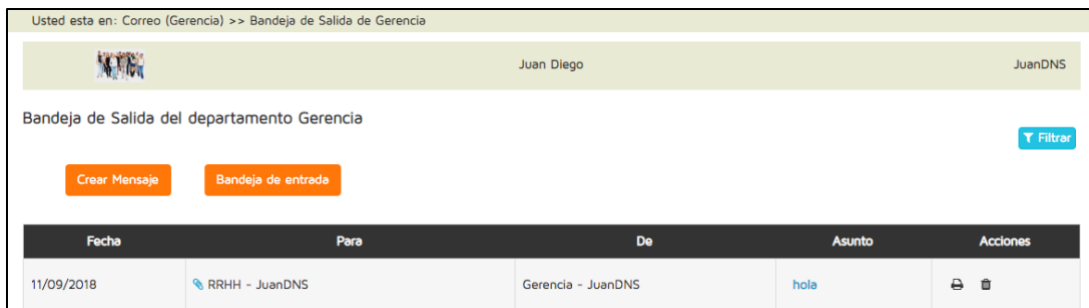 Usted esta en: Correo (Gerencia) >> Bandeja de Salida de Gerencia
Juan Diego JuanDNS
Bandeja de Salida del departamento Gerencia
Filtrar
Crear Mensaje Bandeja de entrada
Fecha Para De Asunto Acciones
11/09/2018 RRHH - JuanDNS Gerencia - JuanDNS hola